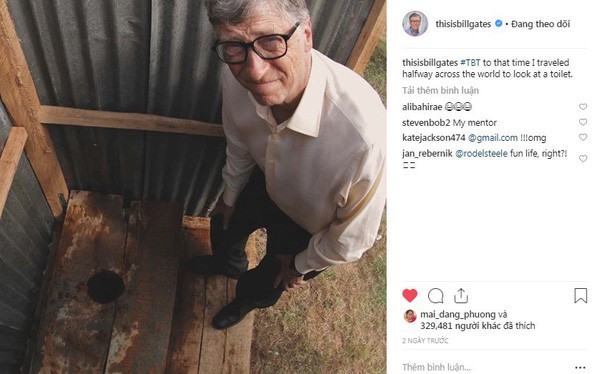 thisisbillgates • Đang theo dõi
thisisbillgates #TBT to that time I traveled
halfway across the world to look at a toilet.
Tải thêm bình luận
alibahirae 😂😂😂
stevenbob2 My mentor
katejackson474 @gmail.com !!!omg
jan_rebernik @rodelsteele fun life, right?!
mai_dang_phuong và
329,481 người khác đã thích
2 NGÀY TRƯỚC
Thêm bình luận...